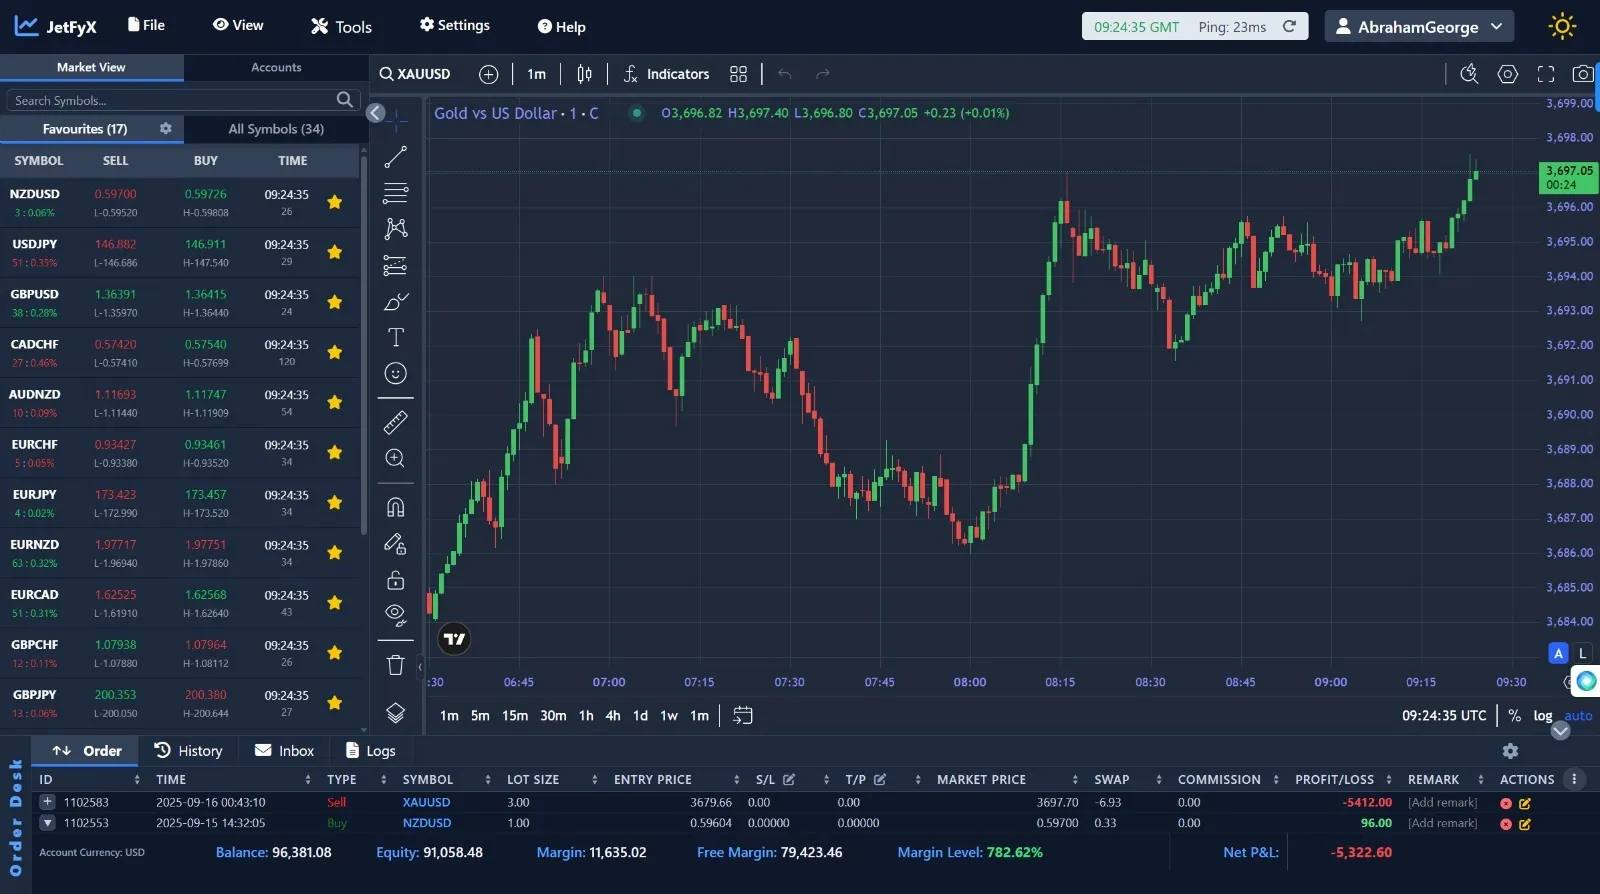 JetFyX File View Tools Settings Help 09:24:35 GMT Ping: 23ms AbrahamGeorge
Market View Accounts
XAUUSD 1m Indicators
Search Symbols...
Favourites (17) All Symbols (34)
Gold vs US Dollar · 1 · C O3,696.82 H3,697.40 L3,696.80 C3,697.05 +0.23 (+0.01%)
SYMBOL SELL BUY TIME
NZDUSD 0.59700 0.59726 09:24:35
3 : 0.06% L-0.59520 H-0.59808 26
USDJPY 146.882 146.911 09:24:35
51 : 0.35% L-146.686 H-147.540 29
GBPUSD 1.36391 1.36415 09:24:35
38 : 0.28% L-1.35970 H-1.36440 24
CADCHF 0.57420 0.57540 09:24:35
27 : 0.46% L-0.57410 H-0.57699 120
AUDNZD 1.11693 1.11747 09:24:35
10 : 0.09% L-1.11440 H-1.11909 54
EURCHF 0.93427 0.93461 09:24:35
5 : 0.05% L-0.93380 H-0.93520 34
EURJPY 173.423 173.457 09:24:35
4 : 0.02% L-172.990 H-173.520 34
EURNZD 1.97717 1.97751 09:24:35
63 : 0.32% L-1.96940 H-1.97860 34
EURCAD 1.62525 1.62568 09:24:35
51 : 0.31% L-1.61910 H-1.62640 43
GBPCHF 1.07938 1.07964 09:24:35
12 : 0.11% L-1.07880 H-1.08112 26
GBPJPY 200.353 200.380 09:24:35
13 : 0.06% L-200.050 H-200.644 27
3,699.00
3,698.00
3,697.05
00:24
3,696.00
3,695.00
3,694.00
3,693.00
3,692.00
3,691.00
3,690.00
3,689.00
3,688.00
3,687.00
3,686.00
3,685.00
3,684.00
A L
:30 06:45 07:00 07:15 07:30 07:45 08:00 08:15 08:30 08:45 09:00 09:15 09:30
1m 5m 15m 30m 1h 4h 1d 1w 1m 09:24:35 UTC % log auto
Order Desk
Order History Inbox Logs
ID TIME TYPE SYMBOL LOT SIZE ENTRY PRICE S/L T/P MARKET PRICE SWAP COMMISSION PROFIT/LOSS REMARK ACTIONS
1102583 2025-09-16 00:43:10 Sell XAUUSD 3.00 3679.66 0.00 0.00 3697.70 -6.93 0.00 -5412.00 [Add remark]
1102553 2025-09-15 14:32:05 Buy NZDUSD 1.00 0.59604 0.00000 0.00000 0.59700 0.33 0.00 96.00 [Add remark]
Account Currency: USD Balance: 96,381.08 Equity: 91,058.48 Margin: 11,635.02 Free Margin: 79,423.46 Margin Level: 782.62% Net P&L: -5,322.60